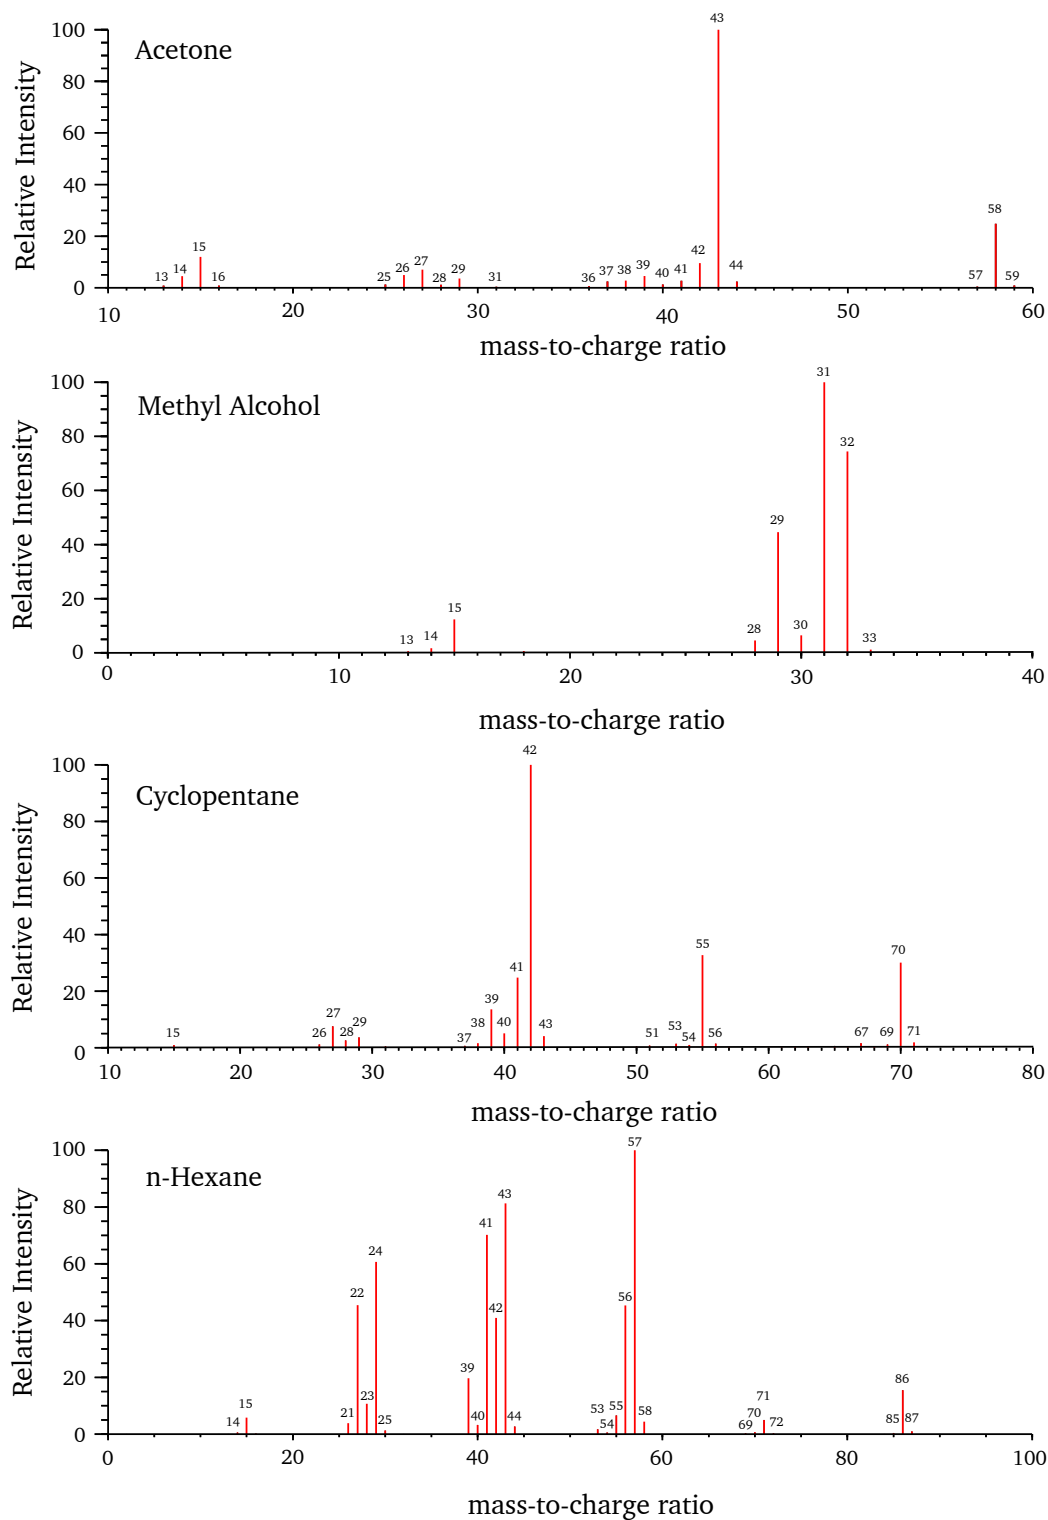 Acetone
Relative Intensity
100
80
60
40
20
0
13 14 15 16 25 26 27 28 29 31 36 37 38 39 40 41 42 43 44 57 58 59
10 20 30 40 50 60
mass-to-charge ratio
Methyl Alcohol
Relative Intensity
100
80
60
40
20
0
13 14 15 28 29 30 31 32 33
0 10 20 30 40
mass-to-charge ratio
Cyclopentane
Relative Intensity
100
80
60
40
20
0
15 26 27 28 29 37 38 39 40 41 42 43 51 53 54 55 56 67 69 70 71
10 20 30 40 50 60 70 80
mass-to-charge ratio
n-Hexane
Relative Intensity
100
80
60
40
20
0
14 15 21 22 23 24 25 39 40 41 42 43 44 53 54 55 56 57 58 69 70 71 72 85 86 87
0 20 40 60 80 100
mass-to-charge ratio